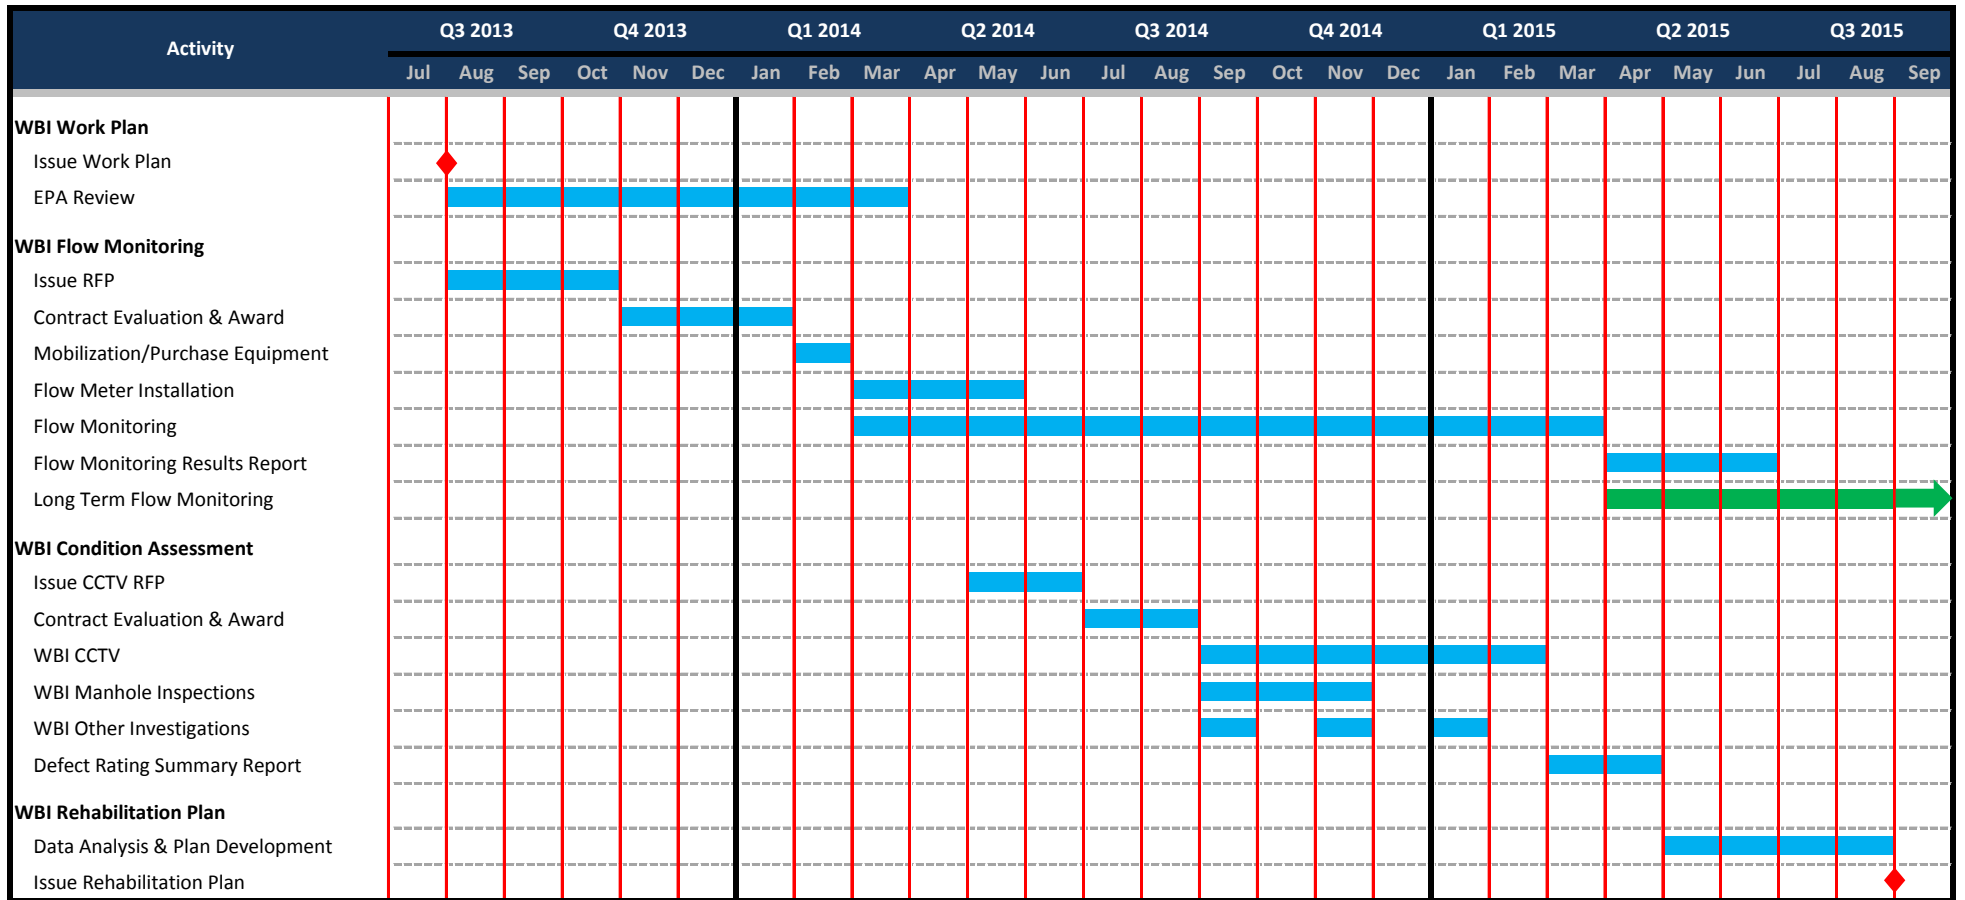 Activity
Q3 2013 Q4 2013 Q1 2014 Q2 2014 Q3 2014 Q4 2014 Q1 2015 Q2 2015 Q3 2015
Jul Aug Sep Oct Nov Dec Jan Feb Mar Apr May Jun Jul Aug Sep Oct Nov Dec Jan Feb Mar Apr May Jun Jul Aug Sep
WBI Work Plan
Issue Work Plan
EPA Review
WBI Flow Monitoring
Issue RFP
Contract Evaluation & Award
Mobilization/Purchase Equipment
Flow Meter Installation
Flow Monitoring
Flow Monitoring Results Report
Long Term Flow Monitoring
WBI Condition Assessment
Issue CCTV RFP
Contract Evaluation & Award
WBI CCTV
WBI Manhole Inspections
WBI Other Investigations
Defect Rating Summary Report
WBI Rehabilitation Plan
Data Analysis & Plan Development
Issue Rehabilitation Plan